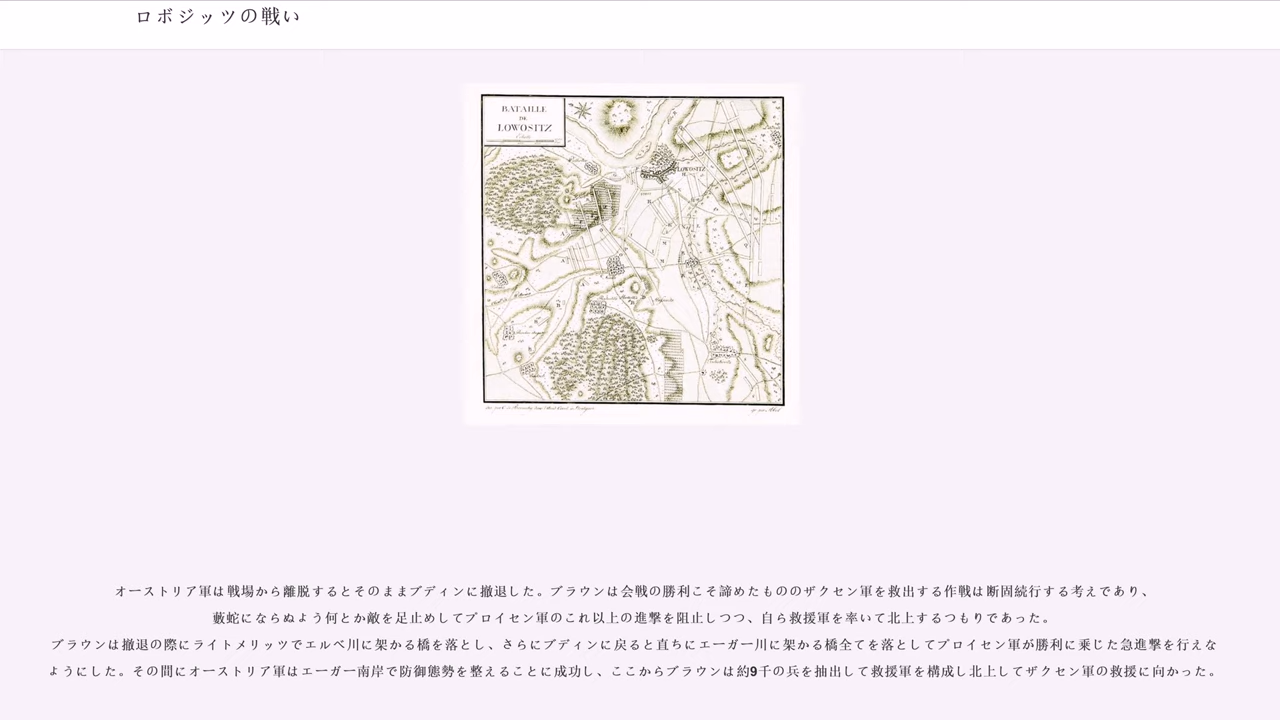 ロボジッツの戦い
BATAILLE
DE
LOWOSITZ
LOWOSITZ
オーストリア軍は戦場から離脱するとそのままブディンに撤退した。ブラウンは会戦の勝利こそ諦めたもののザクセン軍を救出する作戦は断固続行する考えであり、
藪蛇にならぬよう何とか敵を足止めしてプロイセン軍のこれ以上の進撃を阻止しつつ、自ら救援軍を率いて北上するつもりであった。
ブラウンは撤退の際にライトメリッツでエルベ川に架かる橋を落とし、さらにブディンに戻ると直ちにエーガー川に架かる橋全てを落としてプロイセン軍が勝利に乗じた急進撃を行えな
ようにした。その間にオーストリア軍はエーガー南岸で防御態勢を整えることに成功し、ここからブラウンは約9千の兵を抽出して救援軍を構成し北上してザクセン軍の救援に向かった。